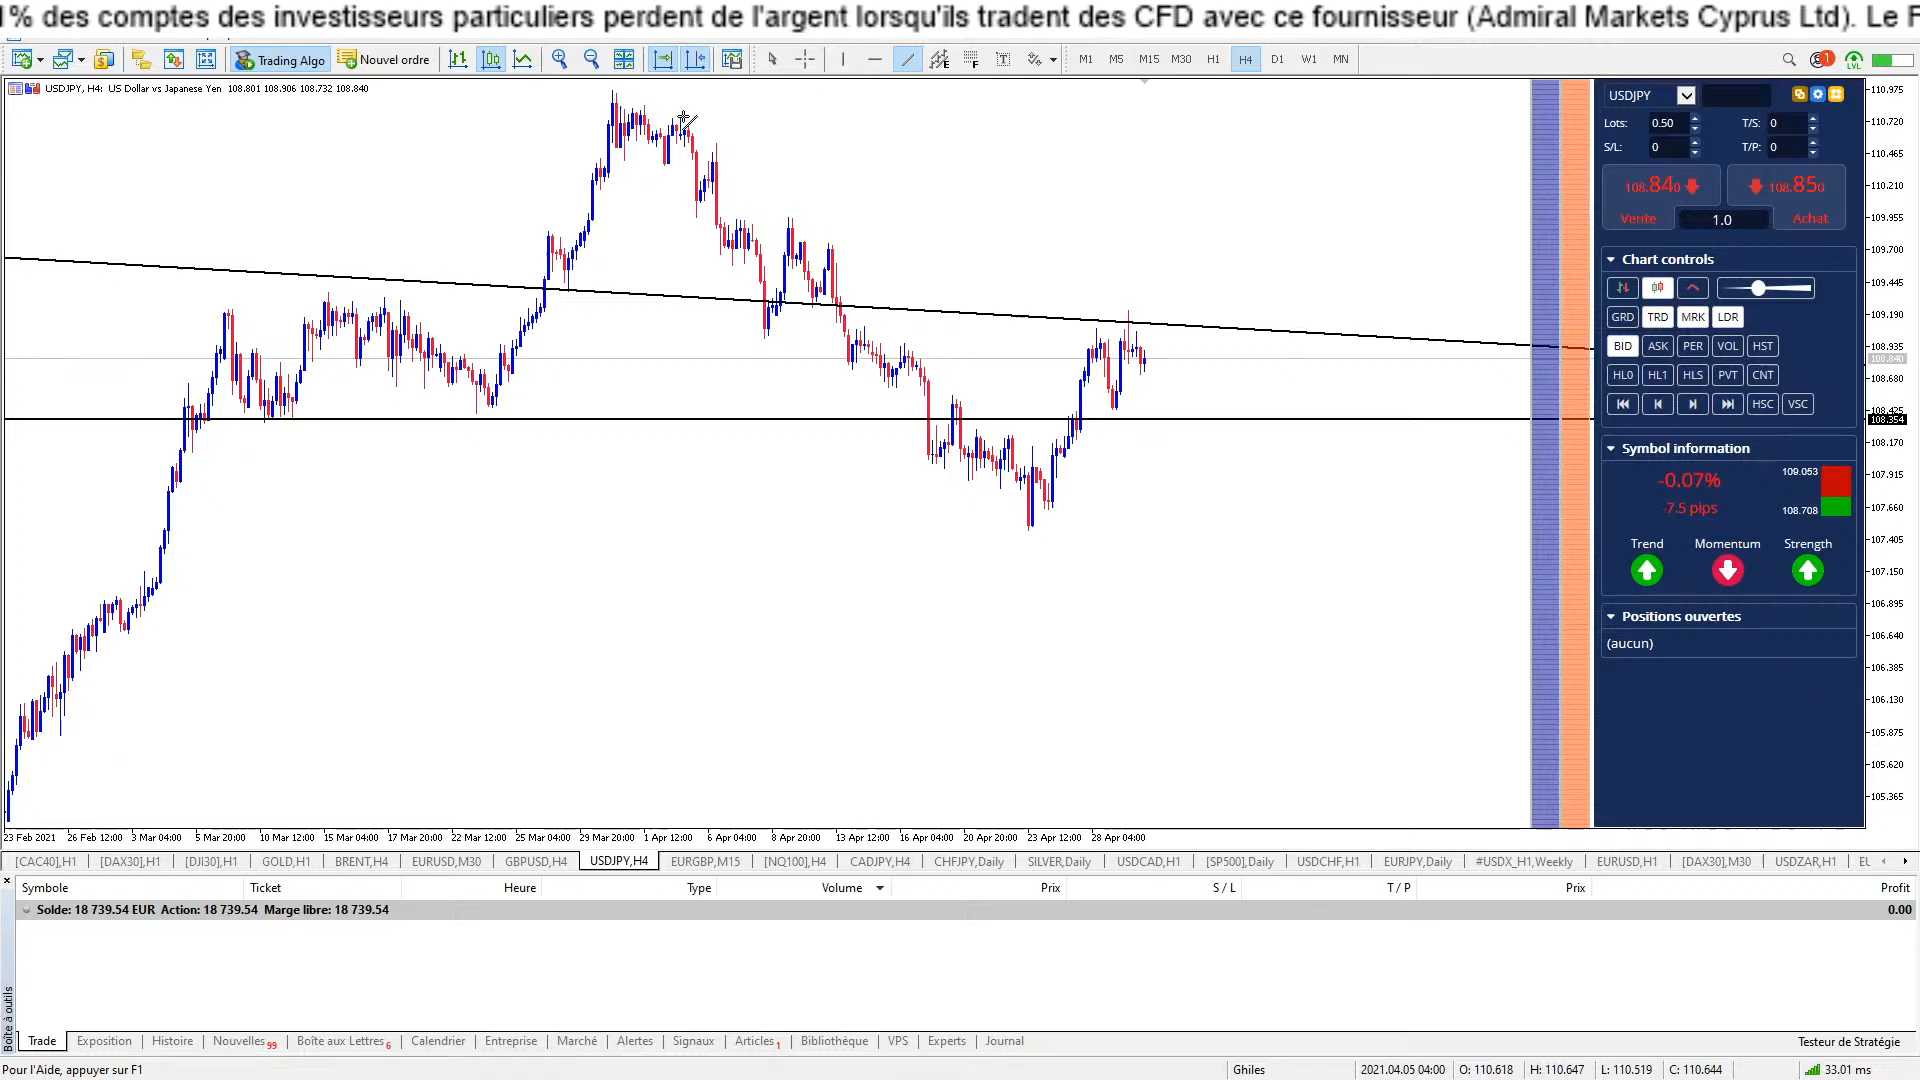 1% des comptes des investisseurs particuliers perdent de l'argent lorsqu'ils tradent des CFD avec ce fournisseur (Admiral Markets Cyprus Ltd). Le F
Trading Algo Nouvel ordre M1 M5 M15 M30 H1 H4 D1 W1 MN 1 LVL
USDJPY, H4: US Dollar vs Japanese Yen 108.801 108.906 108.732 108.840
USDJPY
Lots: 0.50 T/S: 0
S/L: 0 T/P: 0
108.840 108.850
Vente 1.0 Achat
Chart controls
GRD TRD MRK LDR
BID ASK PER VOL HST
HL0 HL1 HLS PVT CNT
HSC VSC
Symbol information
-0.07% 109.053
-7.5 pips 108.708
Trend Momentum Strength
Positions ouvertes
(aucun)
110.975
110.720
110.465
110.210
109.955
109.700
109.445
109.190
108.935
108.840
108.680
108.425
108.354
108.170
107.915
107.660
107.405
107.150
106.895
106.640
106.385
106.130
105.875
105.620
105.365
23 Feb 2021 26 Feb 12:00 3 Mar 04:00 5 Mar 20:00 10 Mar 12:00 15 Mar 04:00 17 Mar 20:00 22 Mar 12:00 25 Mar 04:00 29 Mar 20:00 1 Apr 12:00 6 Apr 04:00 8 Apr 20:00 13 Apr 12:00 16 Apr 04:00 20 Apr 20:00 23 Apr 12:00 28 Apr 04:00
[CAC40],H1 [DAX30],H1 [DJI30],H1 GOLD,H1 BRENT,H4 EURUSD,M30 GBPUSD,H4 USDJPY,H4 EURGBP,M15 [NQ100],H4 CADJPY,H4 CHFJPY,Daily SILVER,Daily USDCAD,H1 [SP500],Daily USDCHF,H1 EURJPY,Daily #USDX_H1,Weekly EURUSD,H1 [DAX30],M30 USDZAR,H1 EL
Symbole Ticket Heure Type Volume Prix S / L T / P Prix Profit
Solde: 18 739.54 EUR Action: 18 739.54 Marge libre: 18 739.54 0.00
Boîte à outils
Trade Exposition Histoire Nouvelles 99 Boîte aux Lettres 6 Calendrier Entreprise Marché Alertes Signaux Articles 1 Bibliothèque VPS Experts Journal Testeur de Stratégie
Pour l'Aide, appuyer sur F1 Ghiles 2021.04.05 04:00 O: 110.618 H: 110.647 L: 110.519 C: 110.644 33.01 ms